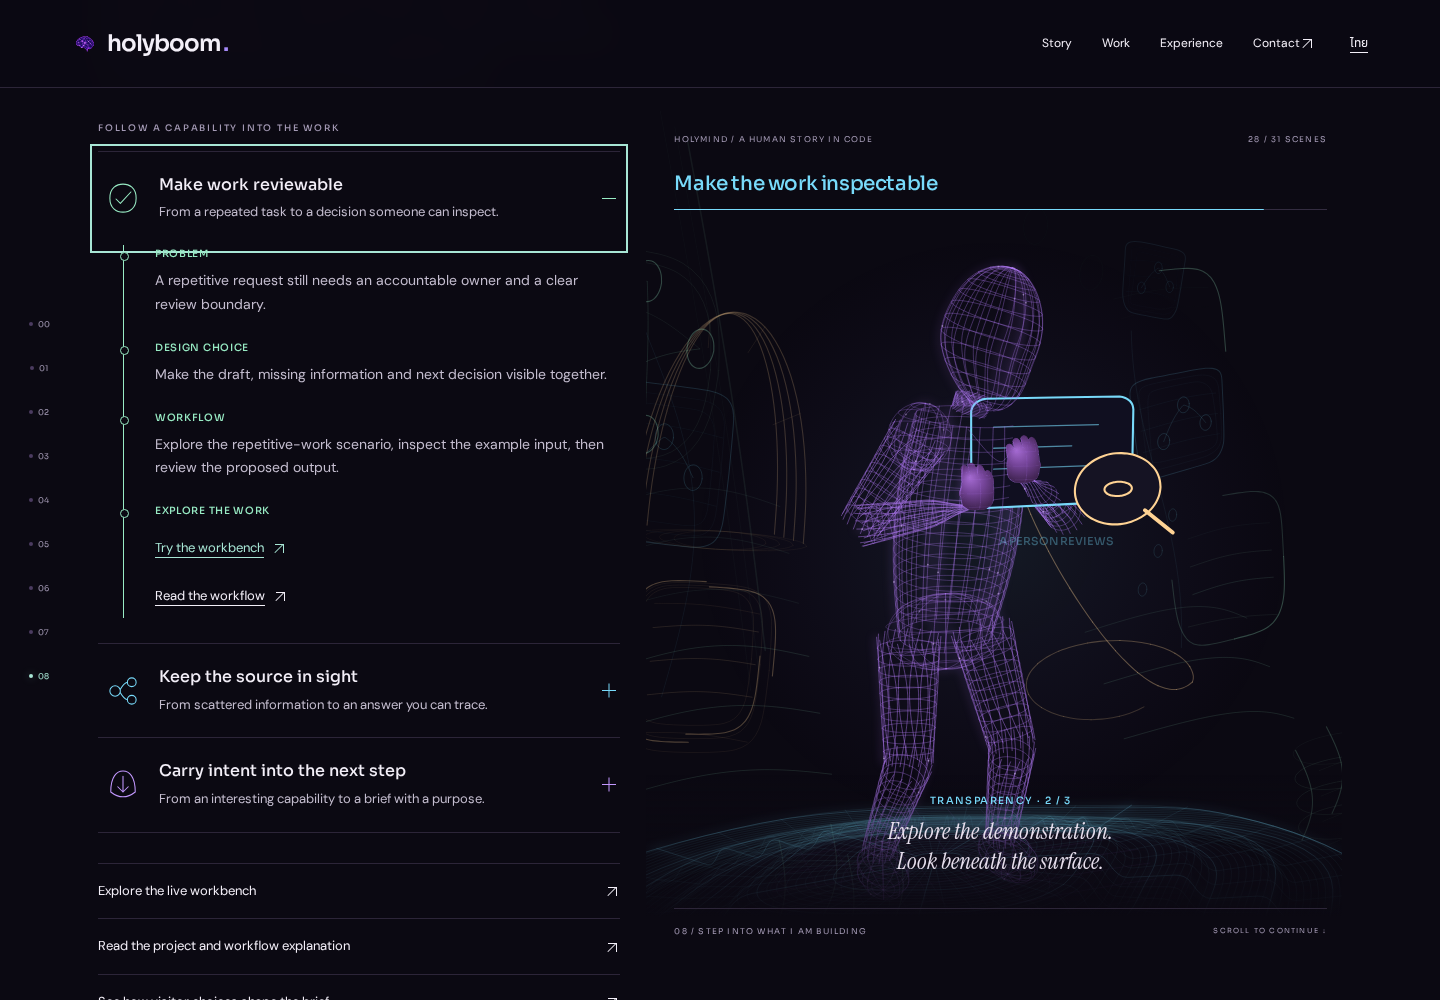 holyboom.
Story
Work
Experience
Contact
ไทย
FOLLOW A CAPABILITY INTO THE WORK
Make work reviewable
From a repeated task to a decision someone can inspect.
PROBLEM
A repetitive request still needs an accountable owner and a clear
review boundary.
DESIGN CHOICE
Make the draft, missing information and next decision visible together.
WORKFLOW
Explore the repetitive-work scenario, inspect the example input, then
review the proposed output.
EXPLORE THE WORK
Try the workbench
Read the workflow
Keep the source in sight
From scattered information to an answer you can trace.
Carry intent into the next step
From an interesting capability to a brief with a purpose.
Explore the live workbench
Read the project and workflow explanation
See how visitor choices shape the brief
00
01
02
03
04
05
06
07
08
HOLYMIND / A HUMAN STORY IN CODE
28 / 31 SCENES
Make the work inspectable
A PERSON REVIEWS
TRANSPARENCY · 2 / 3
Explore the demonstration.
Look beneath the surface.
08 / STEP INTO WHAT I AM BUILDING
SCROLL TO CONTINUE ↓